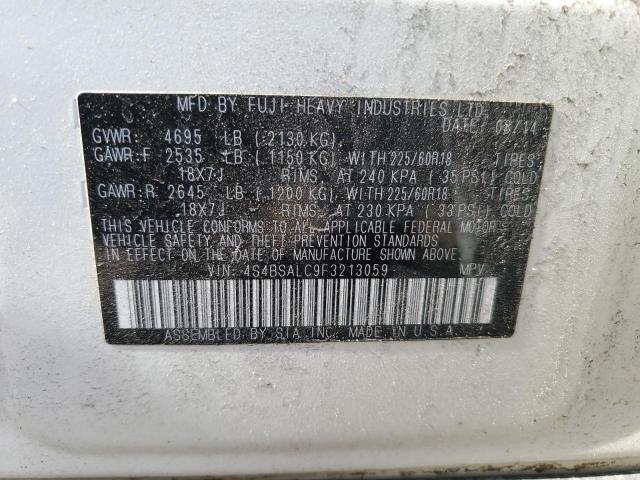 MFD BY FUJI HEAVY INDUSTRIES LTD.
DATE: 08/14
GVWR: 4695 LB (2130 KG)
GAWR:F 2535 LB (1150 KG) WITH 225/60R18 TIRES
18X7J RIMS, AT 240 KPA (35 PSI) COLD
GAWR:R 2645 LB (1200 KG) WITH 225/60R18 TIRES
18X7J RIMS, AT 230 KPA (33 PSI) COLD
THIS VEHICLE CONFORMS TO ALL APPLICABLE FEDERAL MOTOR
VEHICLE SAFETY AND THEFT PREVENTION STANDARDS
IN EFFECT ON THE DATE OF MANUFACTURE SHOWN ABOVE.
VIN: 4S4BSALC9F3213059 MPV
ASSEMBLED BY SIA, INC. MADE IN U.S.A.